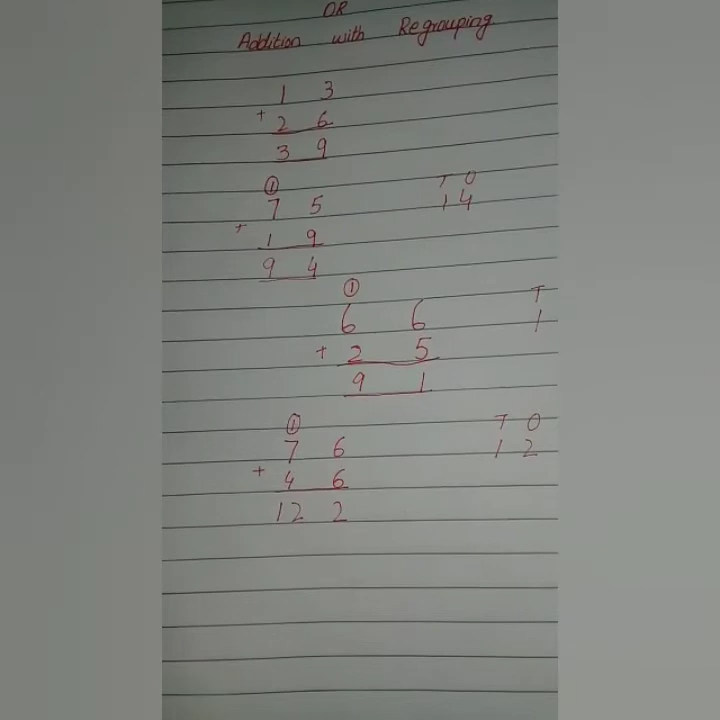 OR
Addition with Regrouping
1 3
+ 2 6
3 9
①
7 5
+ 1 9
9 4
T O
1 4
①
6 6
+ 2 5
9 1
T
1
①
7 6
+ 4 6
12 2
T O
1 2